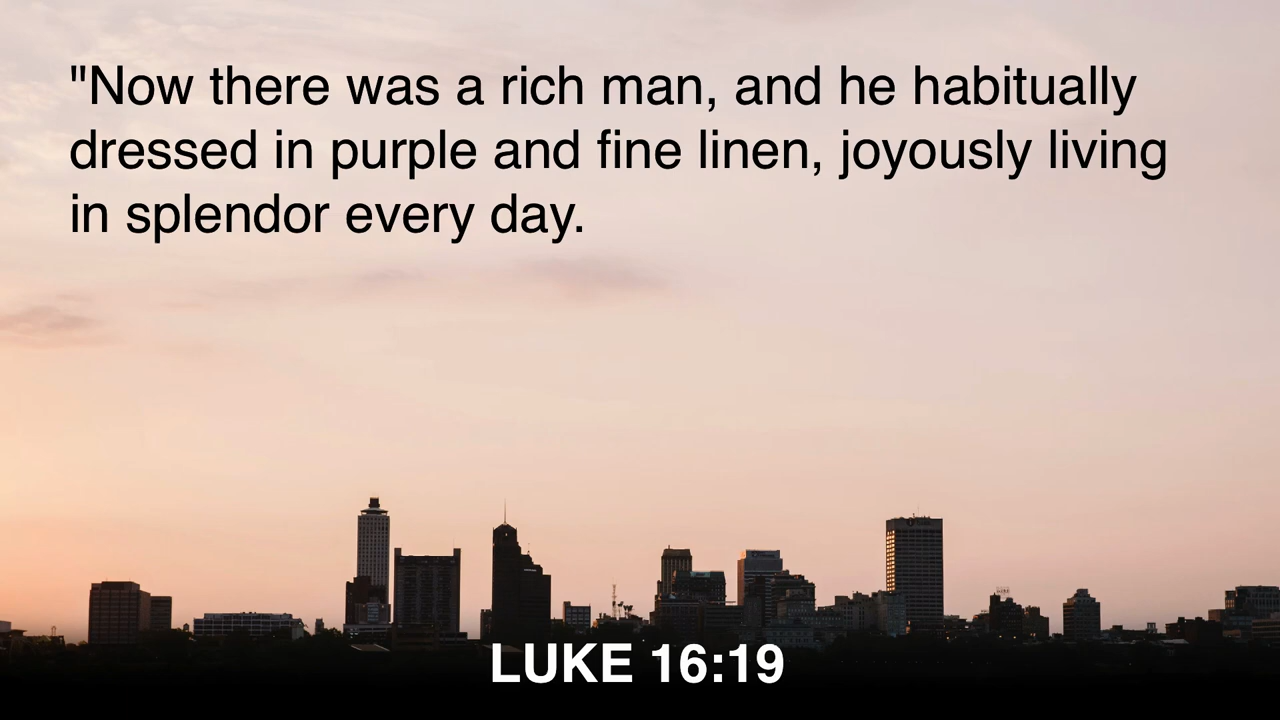 "Now there was a rich man, and he habitually
dressed in purple and fine linen, joyously living
in splendor every day.
LUKE 16:19